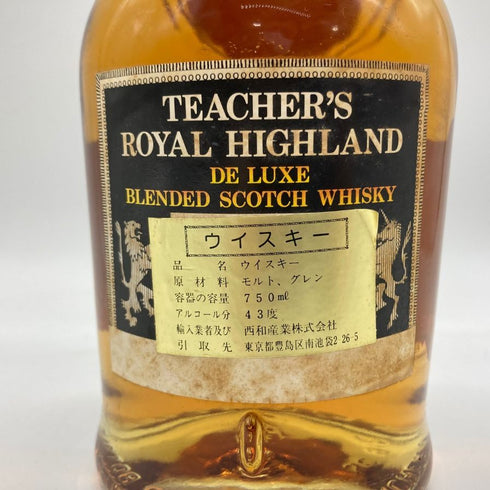 TEACHER'S
ROYAL HIGHLAND
DE LUXE
BLENDED SCOTCH WHISKY
ウイスキー
品名 ウイスキー
原材料 モルト、グレン
容器の容量 750㎖
アルコール分 43度
輸入業者及び 西和産業株式会社
引取先 東京都豊島区南池袋2-26-5